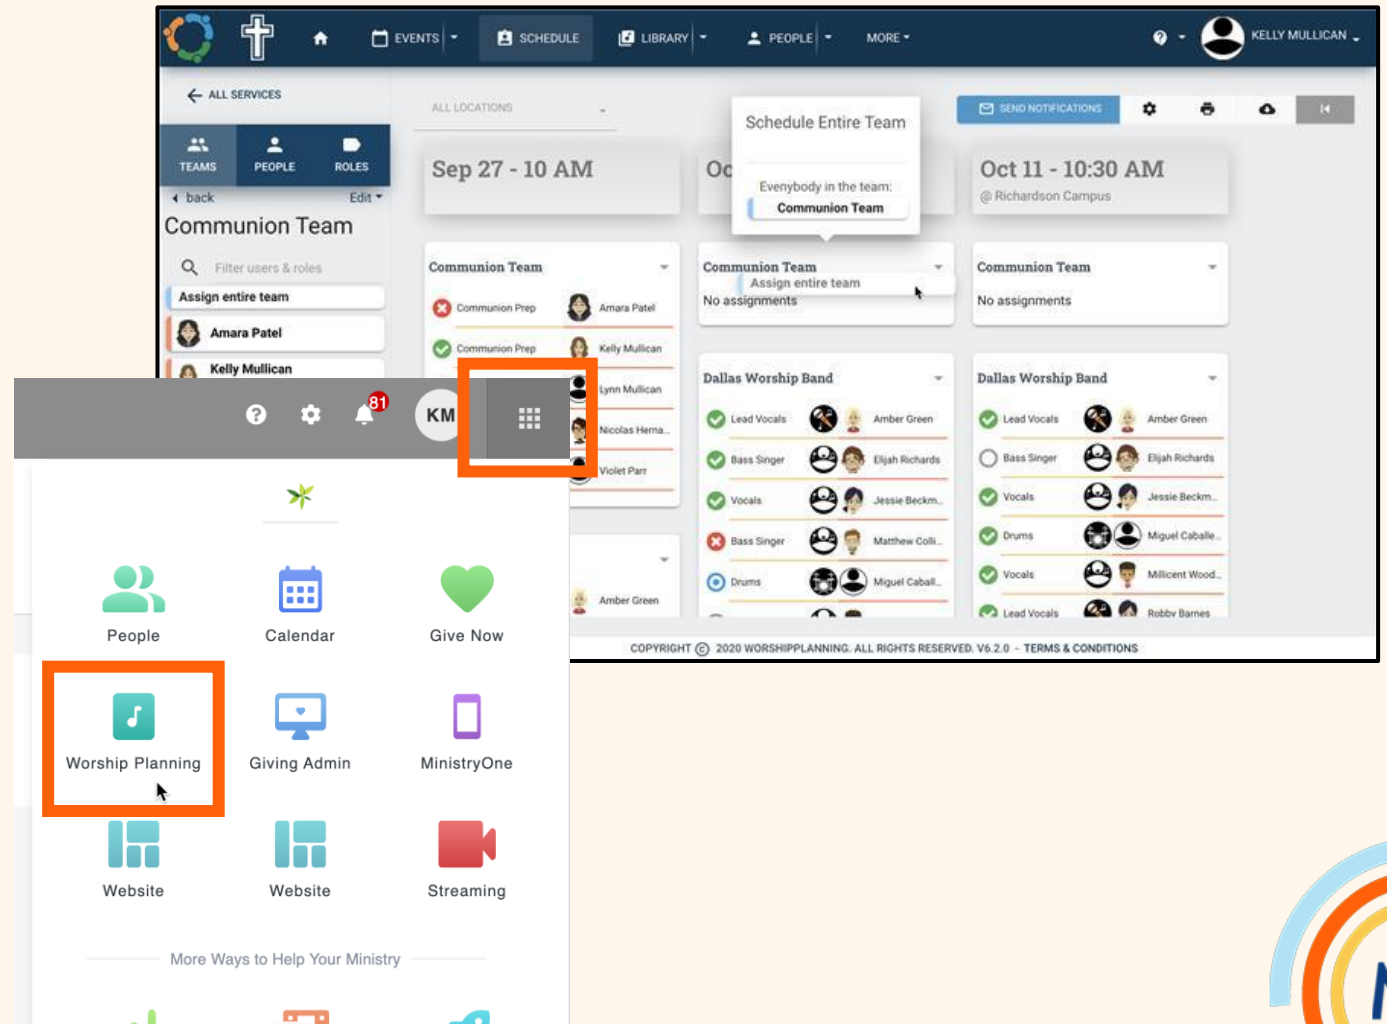 EVENTS
SCHEDULE
LIBRARY
PEOPLE
MORE
KELLY MULLICAN
ALL SERVICES
TEAMS
PEOPLE
ROLES
back
Edit
Communion Team
Filter users & roles
Assign entire team
Amara Patel
Kelly Mullican
ALL LOCATIONS
SEND NOTIFICATIONS
Schedule Entire Team
Evenybody in the team:
Communion Team
Sep 27 - 10 AM
Oc
Oct 11 - 10:30 AM
@ Richardson Campus
Communion Team
Communion Prep
Amara Patel
Communion Prep
Kelly Mullican
Lynn Mullican
Nicolas Herna...
Violet Parr
Amber Green
Communion Team
Assign entire team
No assignments
Dallas Worship Band
Lead Vocals
Amber Green
Bass Singer
Elijah Richards
Vocals
Jessie Beckm...
Bass Singer
Matthew Colli...
Drums
Miguel Caball...
Communion Team
No assignments
Dallas Worship Band
Lead Vocals
Amber Green
Bass Singer
Elijah Richards
Vocals
Jessie Beckm...
Drums
Miguel Caballe...
Vocals
Millicent Wood...
Lead Vocals
Robby Barnes
COPYRIGHT © 2020 WORSHIPPLANNING. ALL RIGHTS RESERVED. V6.2.0 - TERMS & CONDITIONS
81
KM
People
Calendar
Give Now
Worship Planning
Giving Admin
MinistryOne
Website
Website
Streaming
More Ways to Help Your Ministry